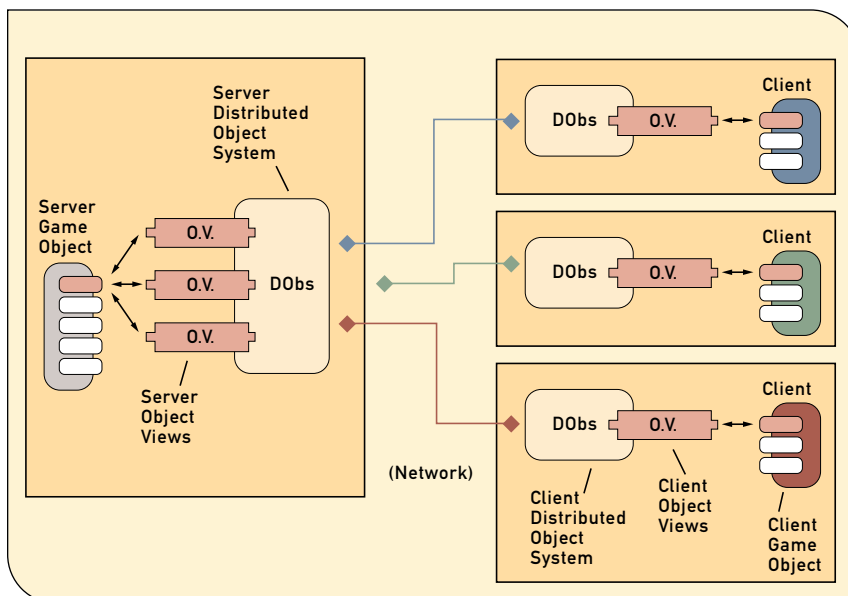 Server
Distributed
Object
System
Server
Game
Object
O.V.
O.V.
O.V.
DObs
Server
Object
Views
(Network)
Client
DObs
O.V.
Client
DObs
O.V.
Client
DObs
O.V.
Client
Distributed
Object
System
Client
Object
Views
Client
Game
Object